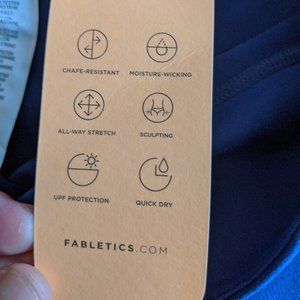 CHAFE-RESISTANT MOISTURE-WICKING
ALL-WAY STRETCH SCULPTING
UPF PROTECTION QUICK DRY
FABLETICS.COM